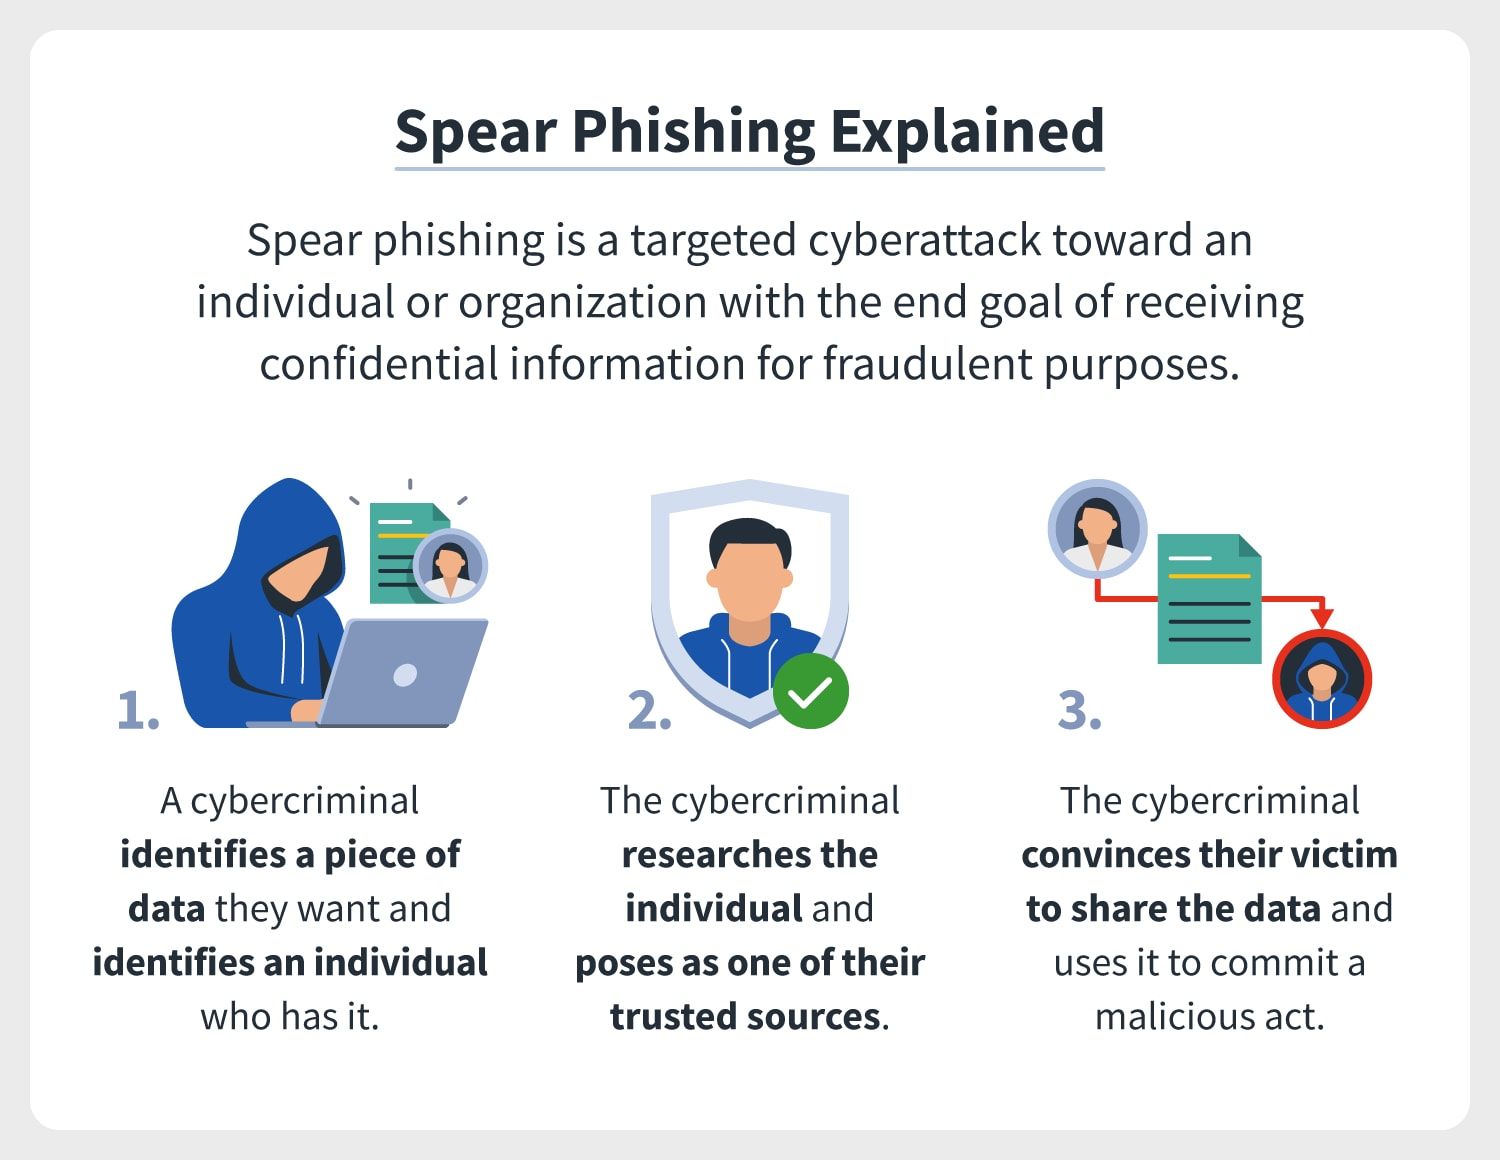 Spear Phishing Explained
Spear phishing is a targeted cyberattack toward an
individual or organization with the end goal of receiving
confidential information for fraudulent purposes.
1.
A cybercriminal
identifies a piece of
data they want and
identifies an individual
who has it.
2.
The cybercriminal
researches the
individual and
poses as one of their
trusted sources.
3.
The cybercriminal
convinces their victim
to share the data and
uses it to commit a
malicious act.